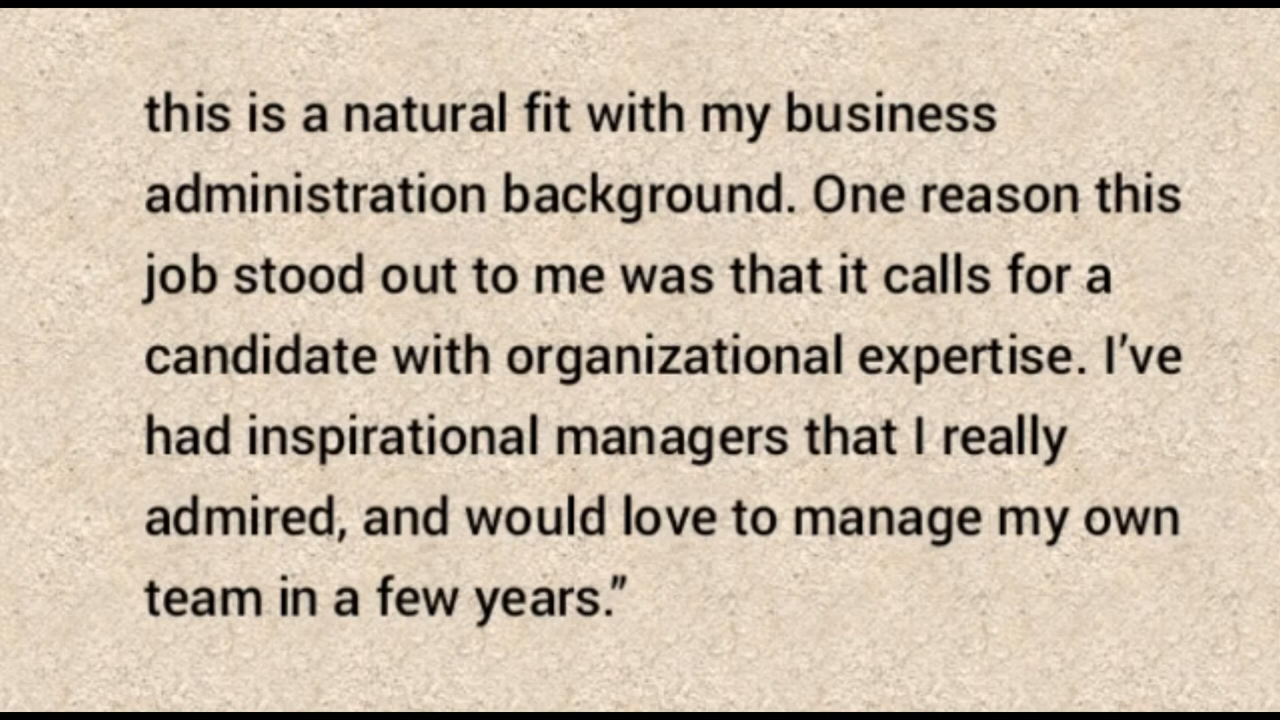 this is a natural fit with my business
administration background. One reason this
job stood out to me was that it calls for a
candidate with organizational expertise. I’ve
had inspirational managers that I really
admired, and would love to manage my own
team in a few years.”